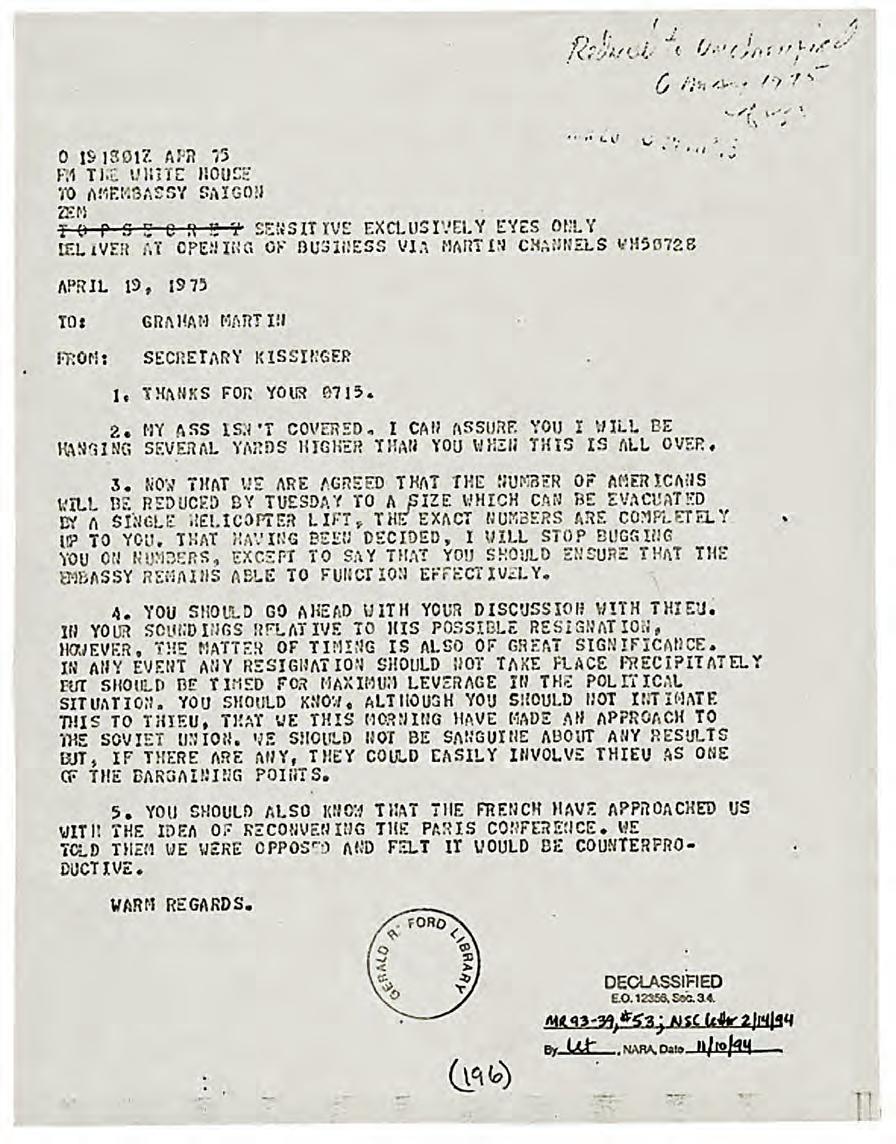 Reduced to Unclassified
6 May 1975
O 191801Z APR 75
FM THE WHITE HOUSE
TO AMEMBASSY SAIGON
ZEM
T O P S E C R E T SENSITIVE EXCLUSIVELY EYES ONLY
DELIVER AT OPENING OF BUSINESS VIA MARTIN CHANNELS WH50728
APRIL 19, 1975
TO: GRAHAM MARTIN
FROM: SECRETARY KISSINGER
1. THANKS FOR YOUR 0715.
2. MY ASS ISN'T COVERED. I CAN ASSURE YOU I WILL BE
HANGING SEVERAL YARDS HIGHER THAN YOU WHEN THIS IS ALL OVER.
3. NOW THAT WE ARE AGREED THAT THE NUMBER OF AMERICANS
WILL BE REDUCED BY TUESDAY TO A SIZE WHICH CAN BE EVACUATED
BY A SINGLE HELICOPTER LIFT, THE EXACT NUMBERS ARE COMPLETELY
UP TO YOU. THAT HAVING BEEN DECIDED, I WILL STOP BUGGING
YOU ON NUMBERS, EXCEPT TO SAY THAT YOU SHOULD ENSURE THAT THE
EMBASSY REMAINS ABLE TO FUNCTION EFFECTIVELY.
4. YOU SHOULD GO AHEAD WITH YOUR DISCUSSION WITH THIEU.
IN YOUR SOUNDINGS RELATIVE TO HIS POSSIBLE RESIGNATION,
HOWEVER, THE MATTER OF TIMING IS ALSO OF GREAT SIGNIFICANCE.
IN ANY EVENT ANY RESIGNATION SHOULD NOT TAKE PLACE PRECIPITATELY
BUT SHOULD BE TIMED FOR MAXIMUM LEVERAGE IN THE POLITICAL
SITUATION. YOU SHOULD KNOW, ALTHOUGH YOU SHOULD NOT INTIMATE
THIS TO THIEU, THAT WE THIS MORNING HAVE MADE AN APPROACH TO
THE SOVIET UNION. WE SHOULD NOT BE SANGUINE ABOUT ANY RESULTS
BUT, IF THERE ARE ANY, THEY COULD EASILY INVOLVE THIEU AS ONE
OF THE BARGAINING POINTS.
5. YOU SHOULD ALSO KNOW THAT THE FRENCH HAVE APPROACHED US
WITH THE IDEA OF RECONVENING THE PARIS CONFERENCE. WE
TOLD THEM WE WERE OPPOSED AND FELT IT WOULD BE COUNTERPRO-
DUCTIVE.
WARM REGARDS.
GERALD R. FORD LIBRARY
DECLASSIFIED
E.O. 12356, Sec. 3.4.
MR 93-39, #53; NSC letter 2/14/94
By let, NARA, Date 11/10/94
(196)